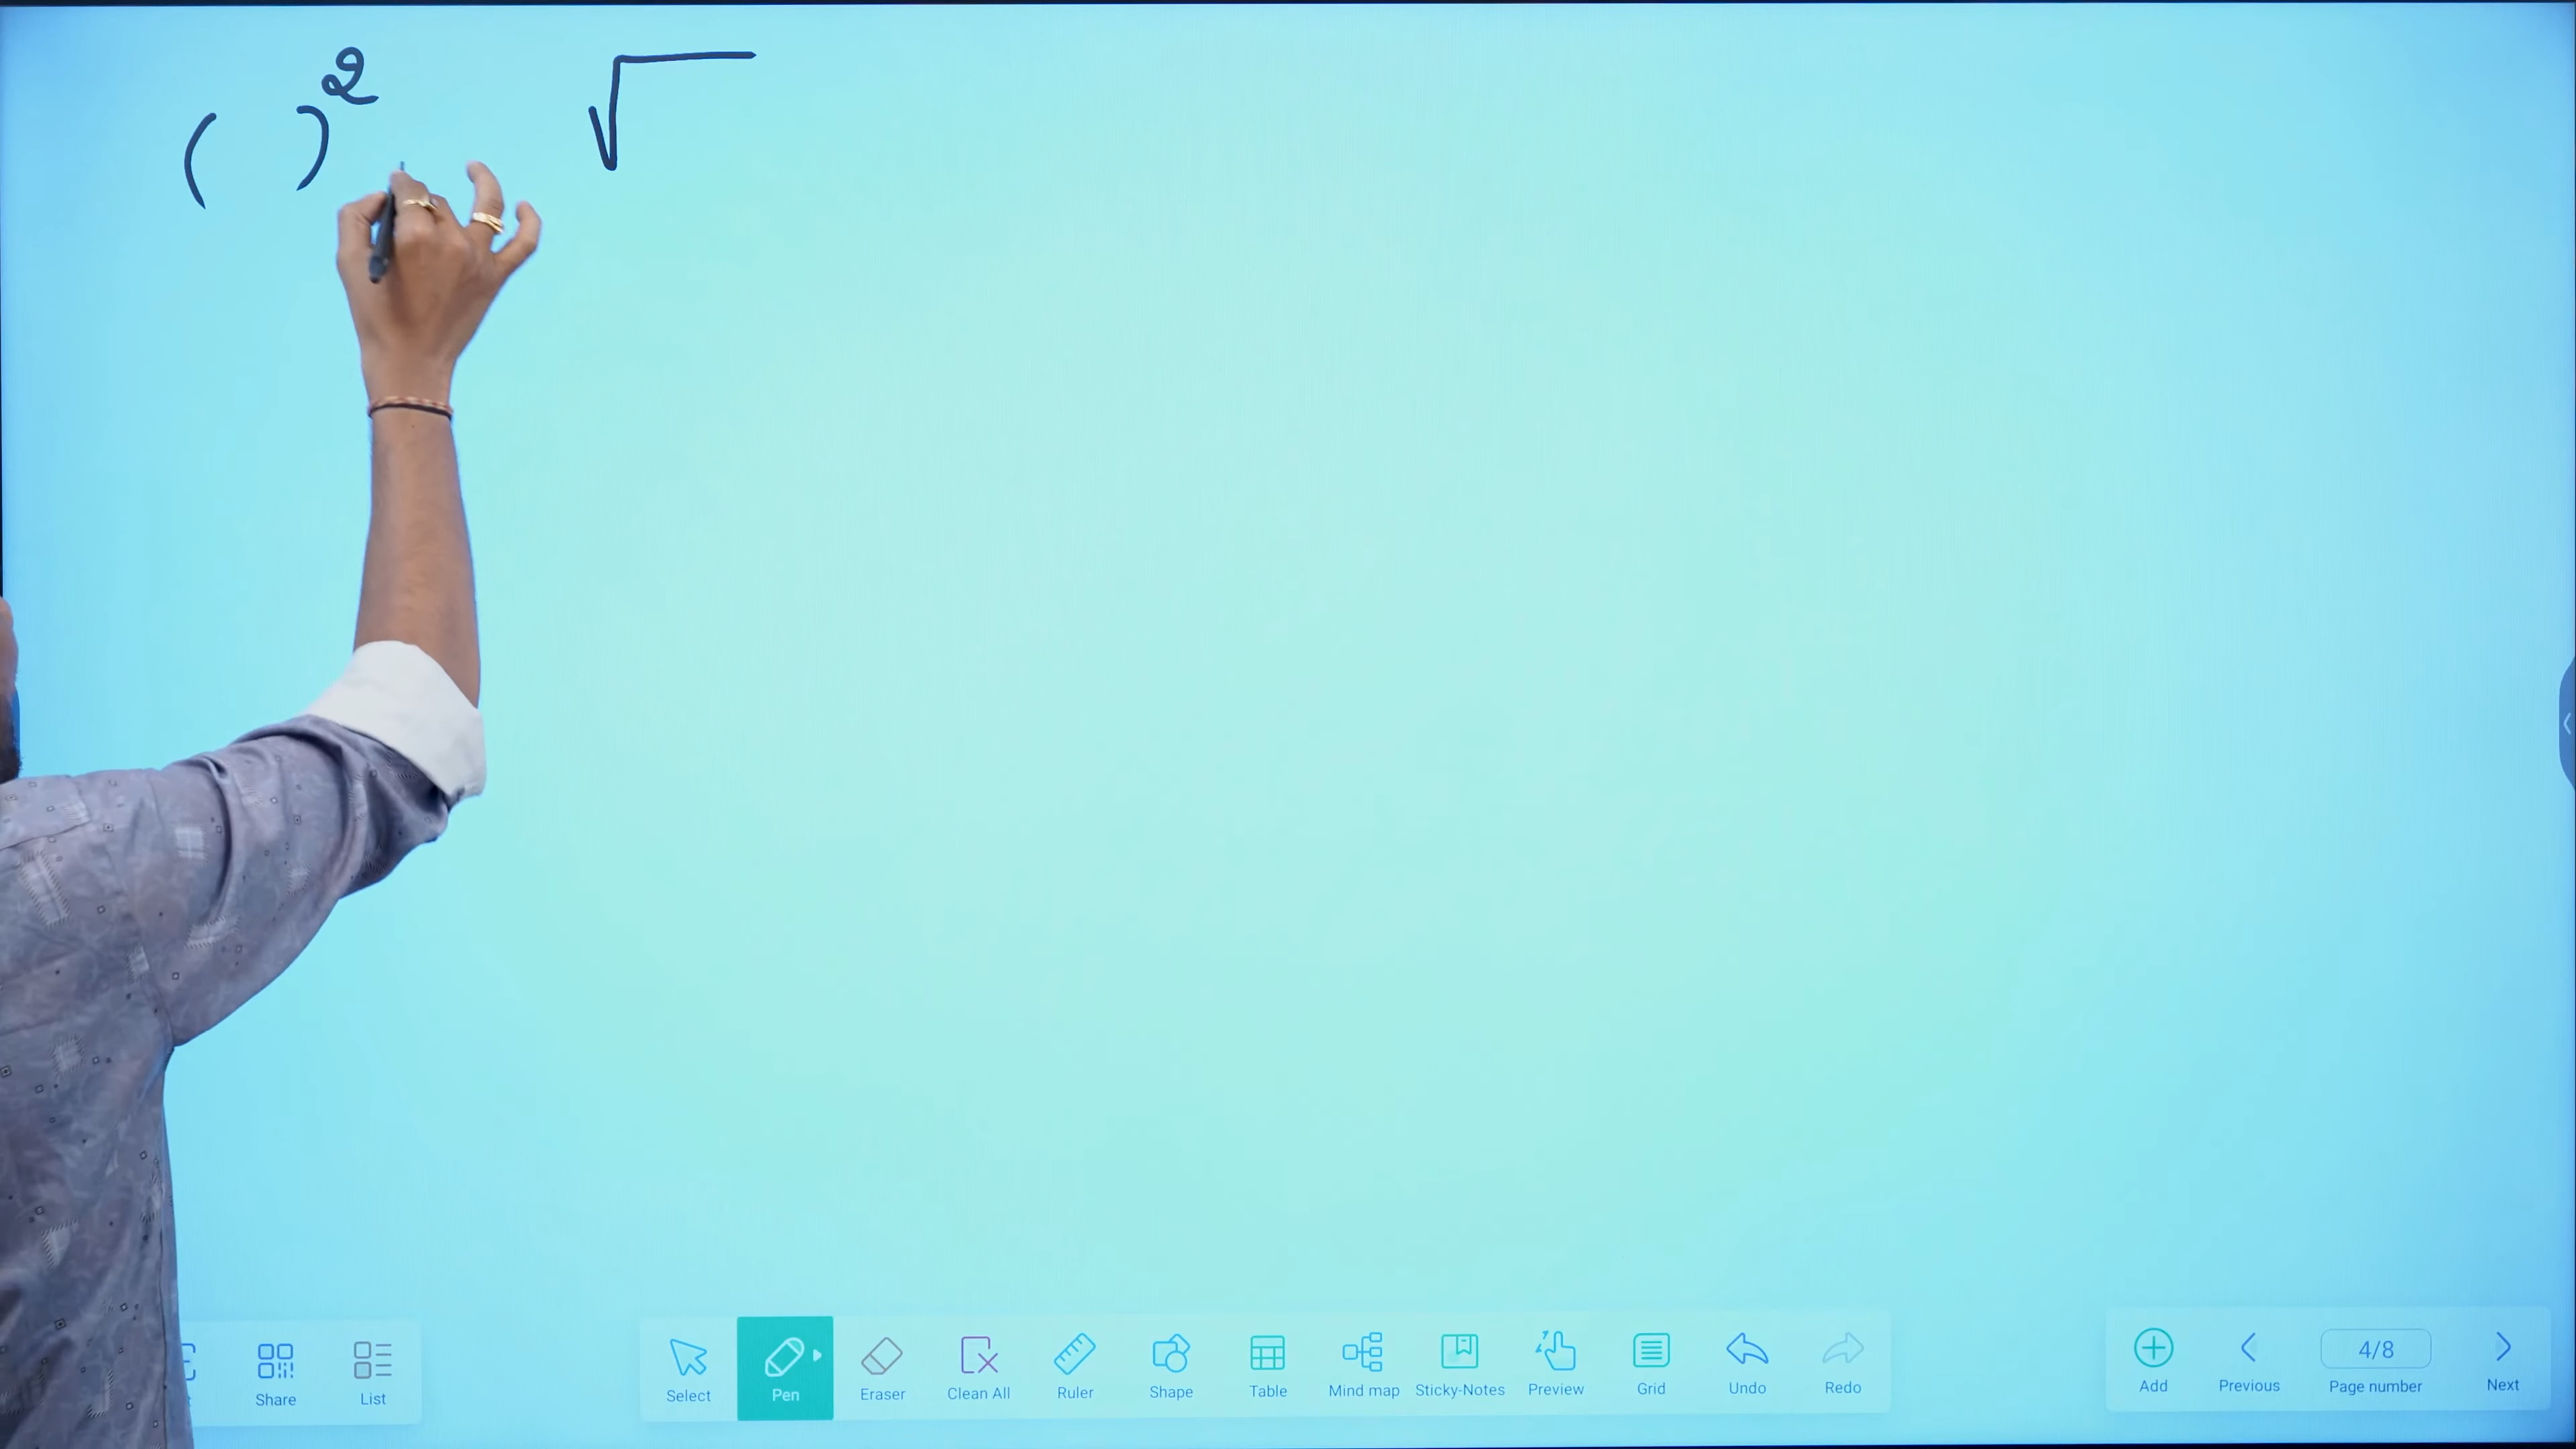 ( )² √
Share
List
Select
Pen
Eraser
Clean All
Ruler
Shape
Table
Mind map
Sticky-Notes
Preview
Grid
Undo
Redo
Add
Previous
4/8
Page number
Next